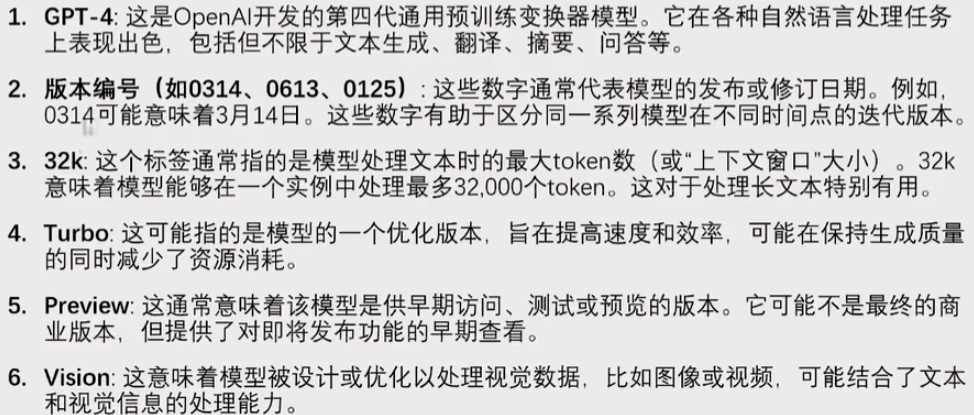 1. GPT-4: 这是OpenAI开发的第四代通用预训练变换器模型。它在各种自然语言处理任务
上表现出色，包括但不限于文本生成、翻译、摘要、问答等。
2. 版本编号（如0314、0613、0125）: 这些数字通常代表模型的发布或修订日期。例如，
0314可能意味着3月14日。这些数字有助于区分同一系列模型在不同时间点的迭代版本。
3. 32k: 这个标签通常指的是模型处理文本时的最大token数（或“上下文窗口”大小）。32k
意味着模型能够在一个实例中处理最多32,000个token。这对于处理长文本特别有用。
4. Turbo: 这可能指的是模型的一个优化版本，旨在提高速度和效率，可能在保持生成质量
的同时减少了资源消耗。
5. Preview: 这通常意味着该模型是供早期访问、测试或预览的版本。它可能不是最终的商
业版本，但提供了对即将发布功能的早期查看。
6. Vision: 这意味着模型被设计或优化以处理视觉数据，比如图像或视频，可能结合了文本
和视觉信息的处理能力。